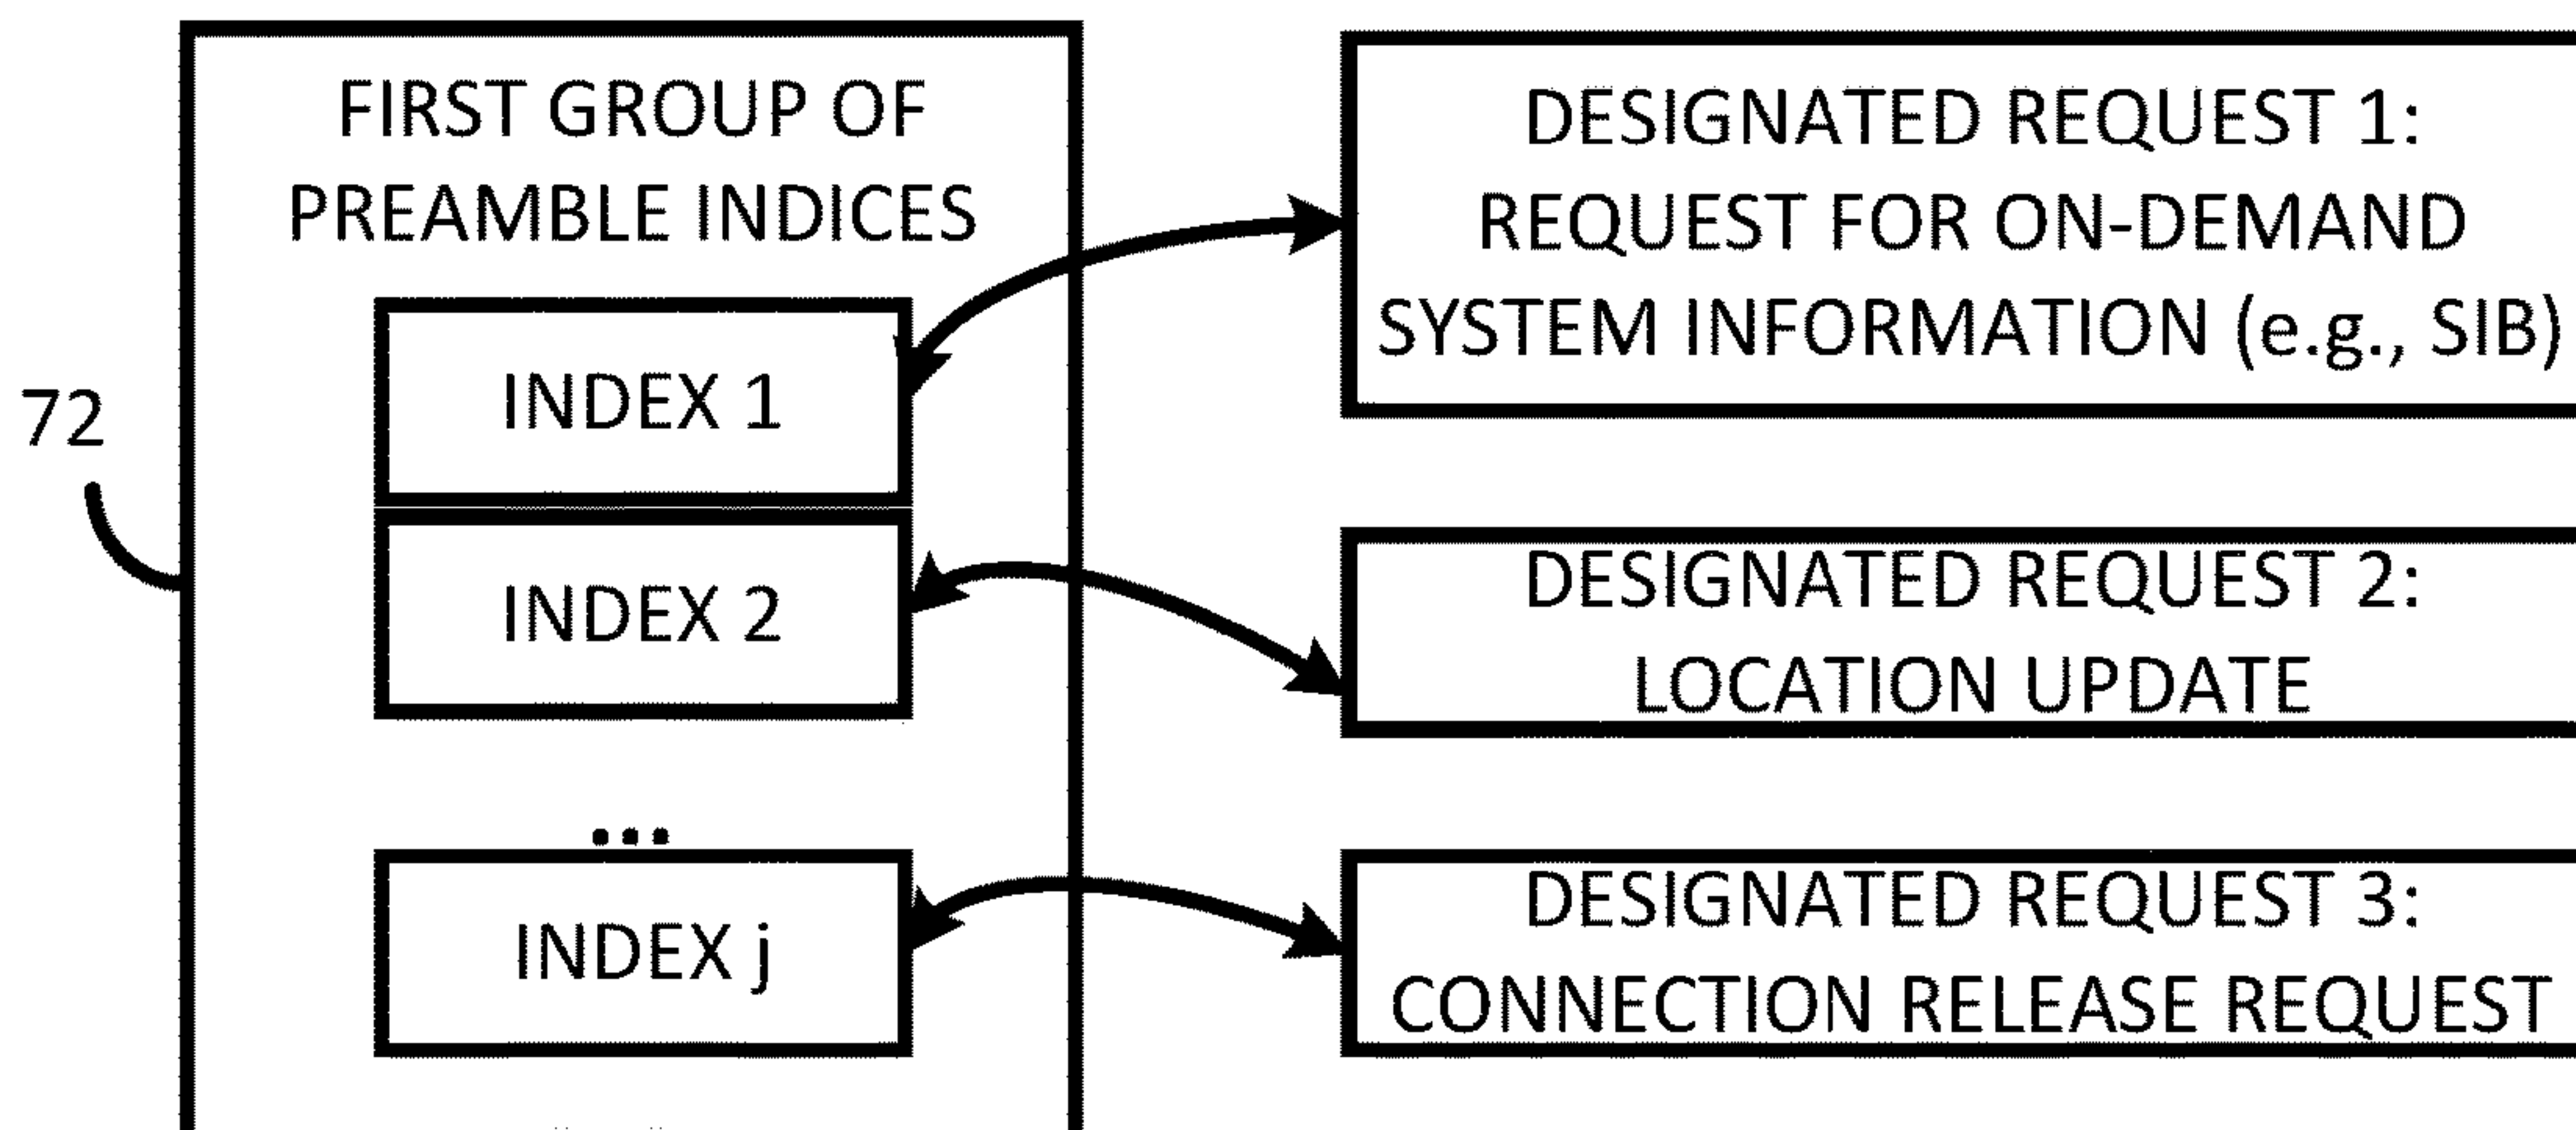 FIRST GROUP OF
PREAMBLE INDICES
INDEX 1
72
INDEX 2
...
INDEX j
DESIGNATED REQUEST 1:
REQUEST FOR ON-DEMAND
SYSTEM INFORMATION (e.g., SIB)
DESIGNATED REQUEST 2:
LOCATION UPDATE
DESIGNATED REQUEST 3:
CONNECTION RELEASE REQUEST